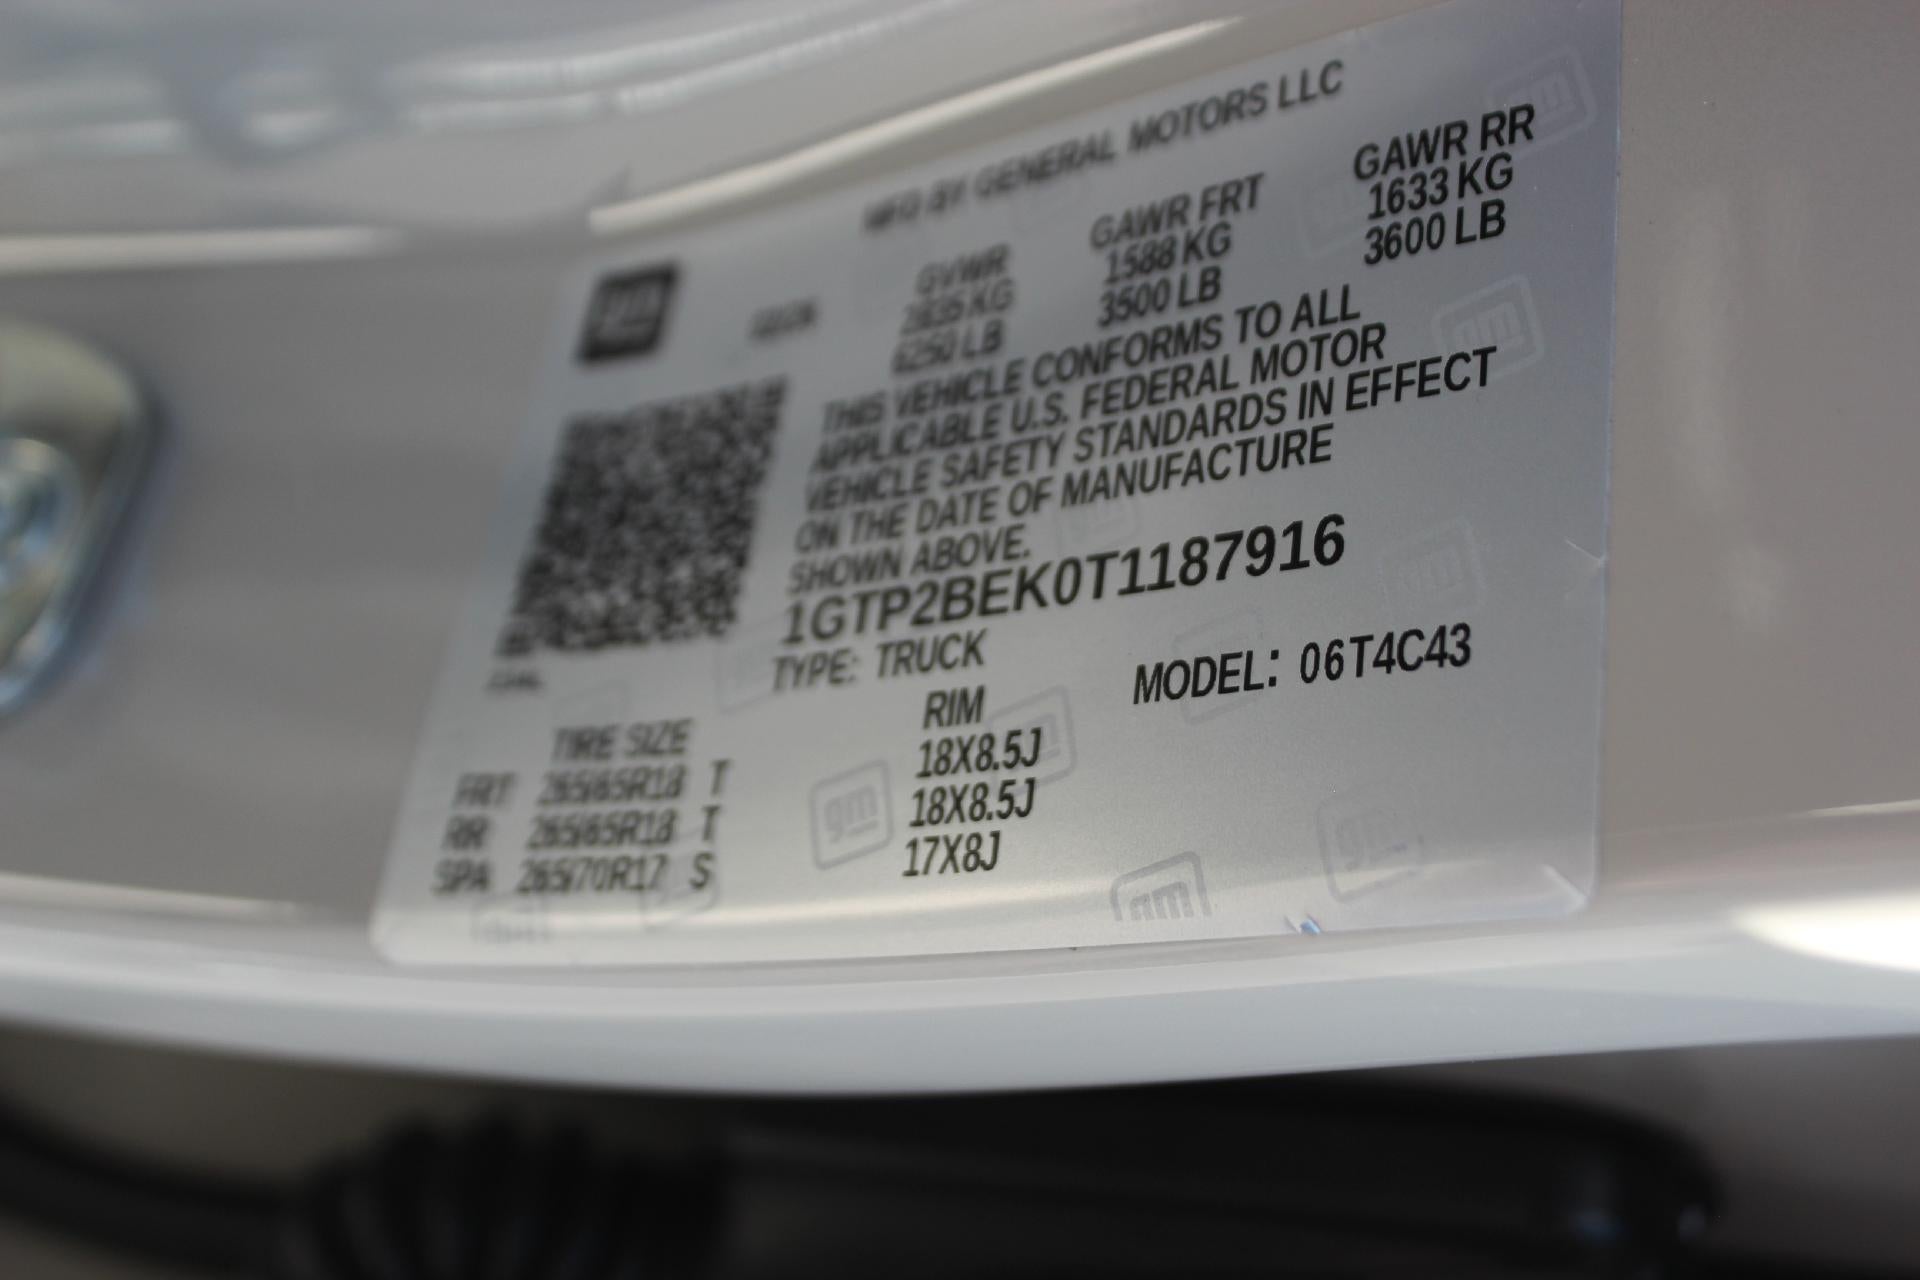 MFD BY GENERAL MOTORS LLC
gm
GVWR GAWR FRT GAWR RR
2835 KG 1588 KG 1633 KG
6250 LB 3500 LB 3600 LB
THIS VEHICLE CONFORMS TO ALL
APPLICABLE U.S. FEDERAL MOTOR
VEHICLE SAFETY STANDARDS IN EFFECT
ON THE DATE OF MANUFACTURE
SHOWN ABOVE.
1GTP2BEK0T1187916
TYPE: TRUCK MODEL: 06T4C43
TIRE SIZE RIM
FRT 265/65R18 T 18X8.5J
RR 265/65R18 T 18X8.5J
SPA 265/70R17 S 17X8J